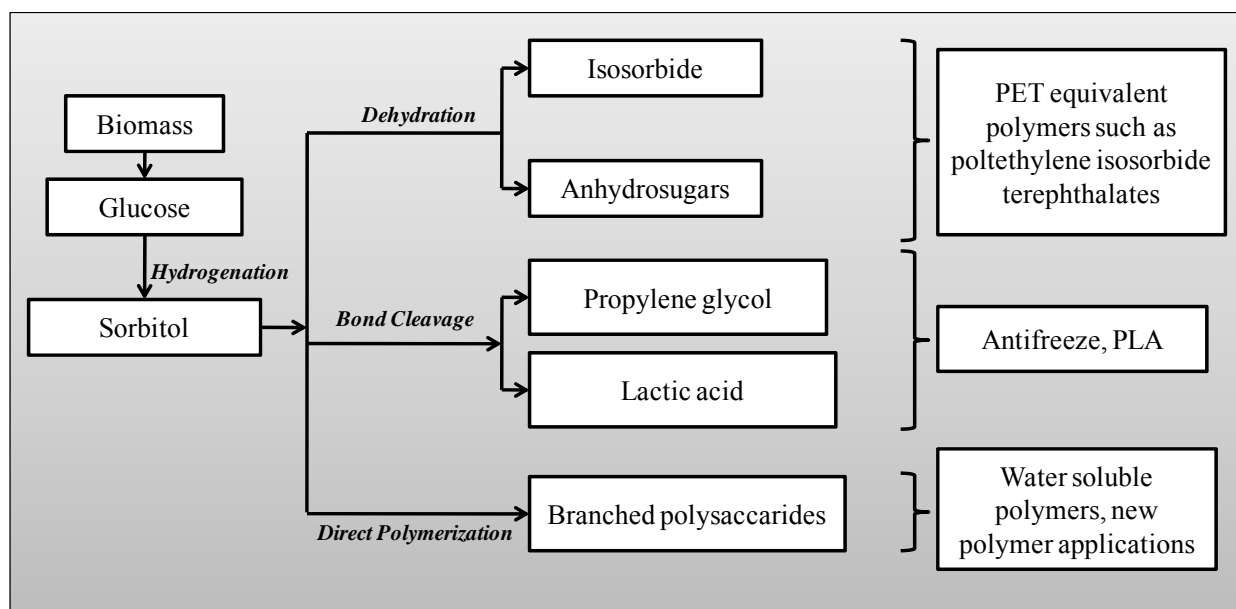 Biomass
Glucose
Hydrogenation
Sorbitol
Dehydration
Isosorbide
Anhydrosugars
PET equivalent
polymers such as
poltethylene isosorbide
terephthalates
Bond Cleavage
Propylene glycol
Lactic acid
Antifreeze, PLA
Direct Polymerization
Branched polysaccarides
Water soluble
polymers, new
polymer applications